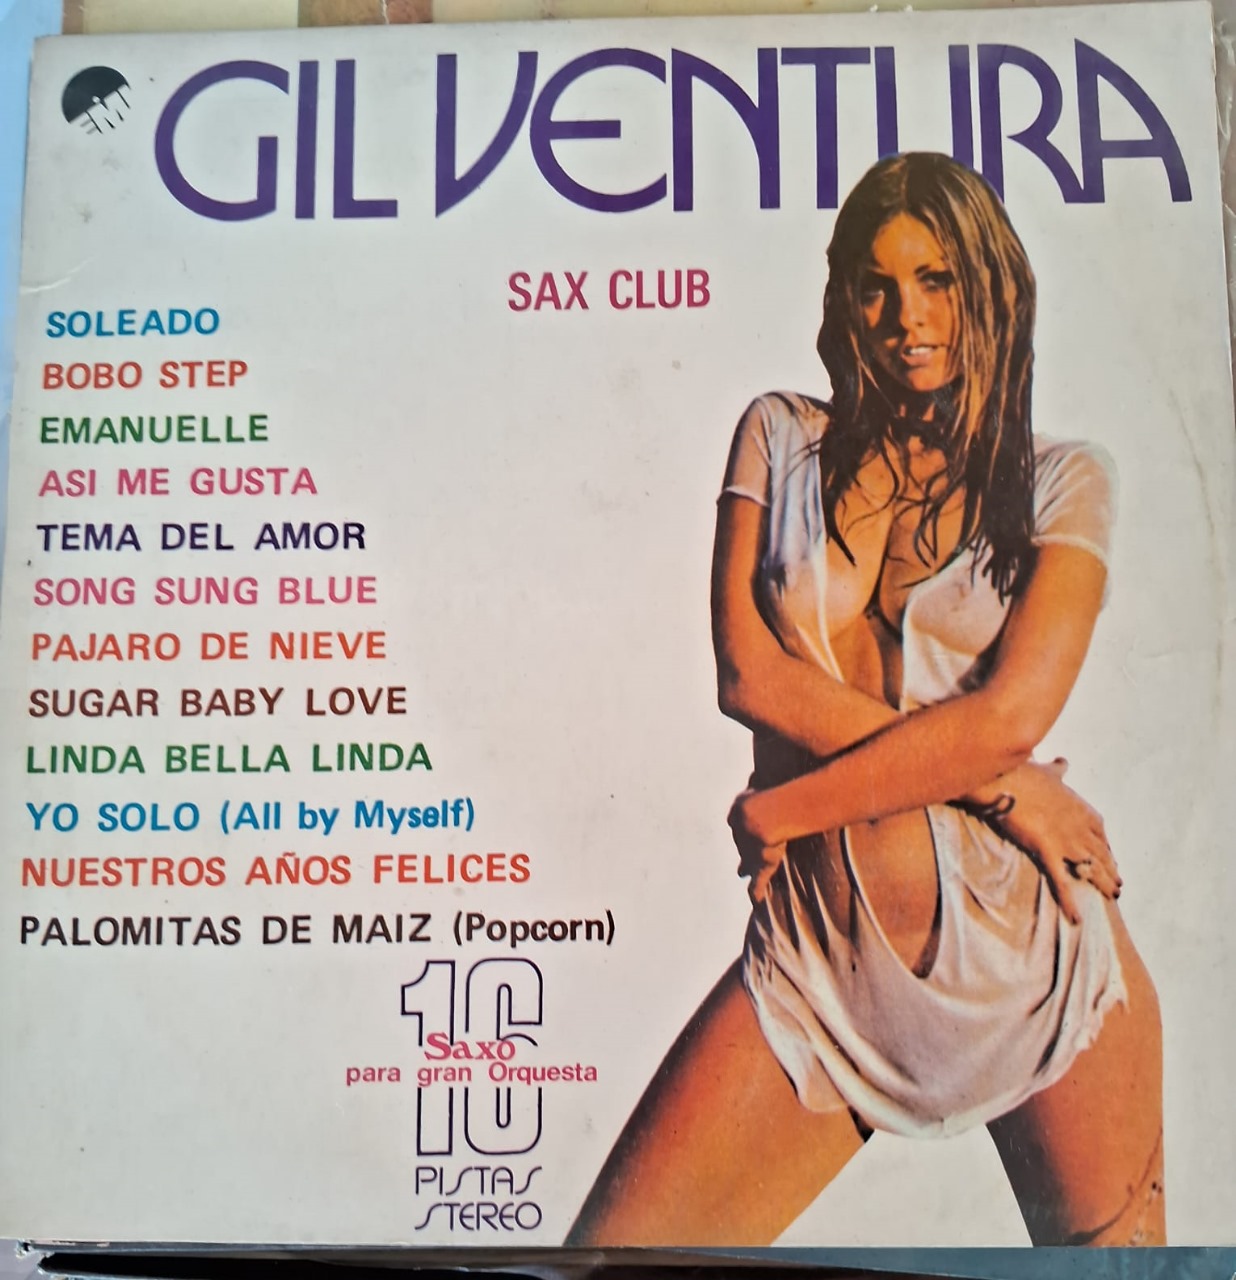 EMI
GIL VENTURA
SAX CLUB
SOLEADO
BOBO STEP
EMANUELLE
ASI ME GUSTA
TEMA DEL AMOR
SONG SUNG BLUE
PAJARO DE NIEVE
SUGAR BABY LOVE
LINDA BELLA LINDA
YO SOLO (All by Myself)
NUESTROS AÑOS FELICES
PALOMITAS DE MAIZ (Popcorn)
16
Saxo
para gran Orquesta
PISTAS
STEREO